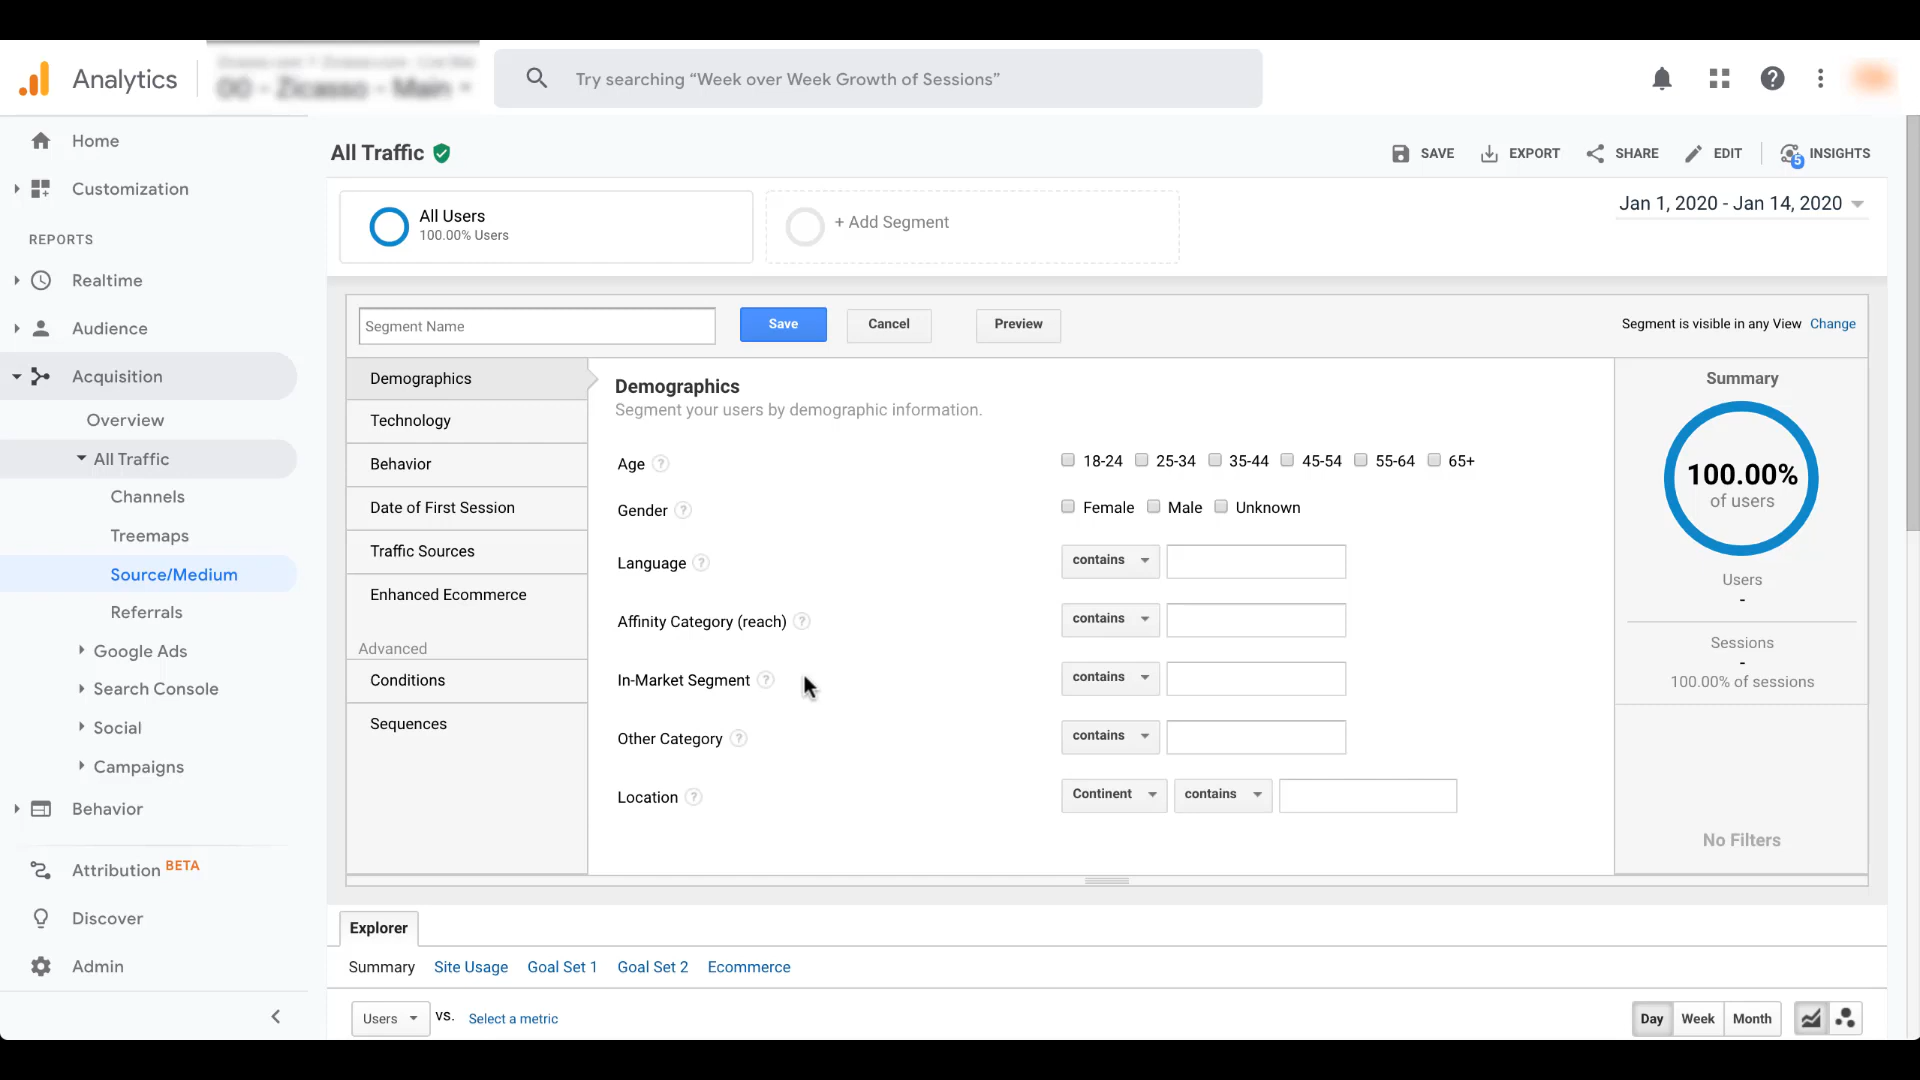 Analytics
00 - Zicasso - Main
Try searching “Week over Week Growth of Sessions”
Home
Customization
REPORTS
Realtime
Audience
Acquisition
Overview
All Traffic
Channels
Treemaps
Source/Medium
Referrals
Google Ads
Search Console
Social
Campaigns
Behavior
Attribution BETA
Discover
Admin
All Traffic
SAVE
EXPORT
SHARE
EDIT
5
INSIGHTS
All Users
100.00% Users
+ Add Segment
Jan 1, 2020 - Jan 14, 2020
Segment Name
Save
Cancel
Preview
Segment is visible in any View Change
Demographics
Technology
Behavior
Date of First Session
Traffic Sources
Enhanced Ecommerce
Advanced
Conditions
Sequences
Demographics
Segment your users by demographic information.
Age ? 18-24 25-34 35-44 45-54 55-64 65+
Gender ? Female Male Unknown
Language ? contains
Affinity Category (reach) ? contains
In-Market Segment ? contains
Other Category ? contains
Location ? Continent contains
Summary
100.00%
of users
Users
-
Sessions
-
100.00% of sessions
No Filters
Explorer
Summary Site Usage Goal Set 1 Goal Set 2 Ecommerce
Users vs. Select a metric
Day Week Month